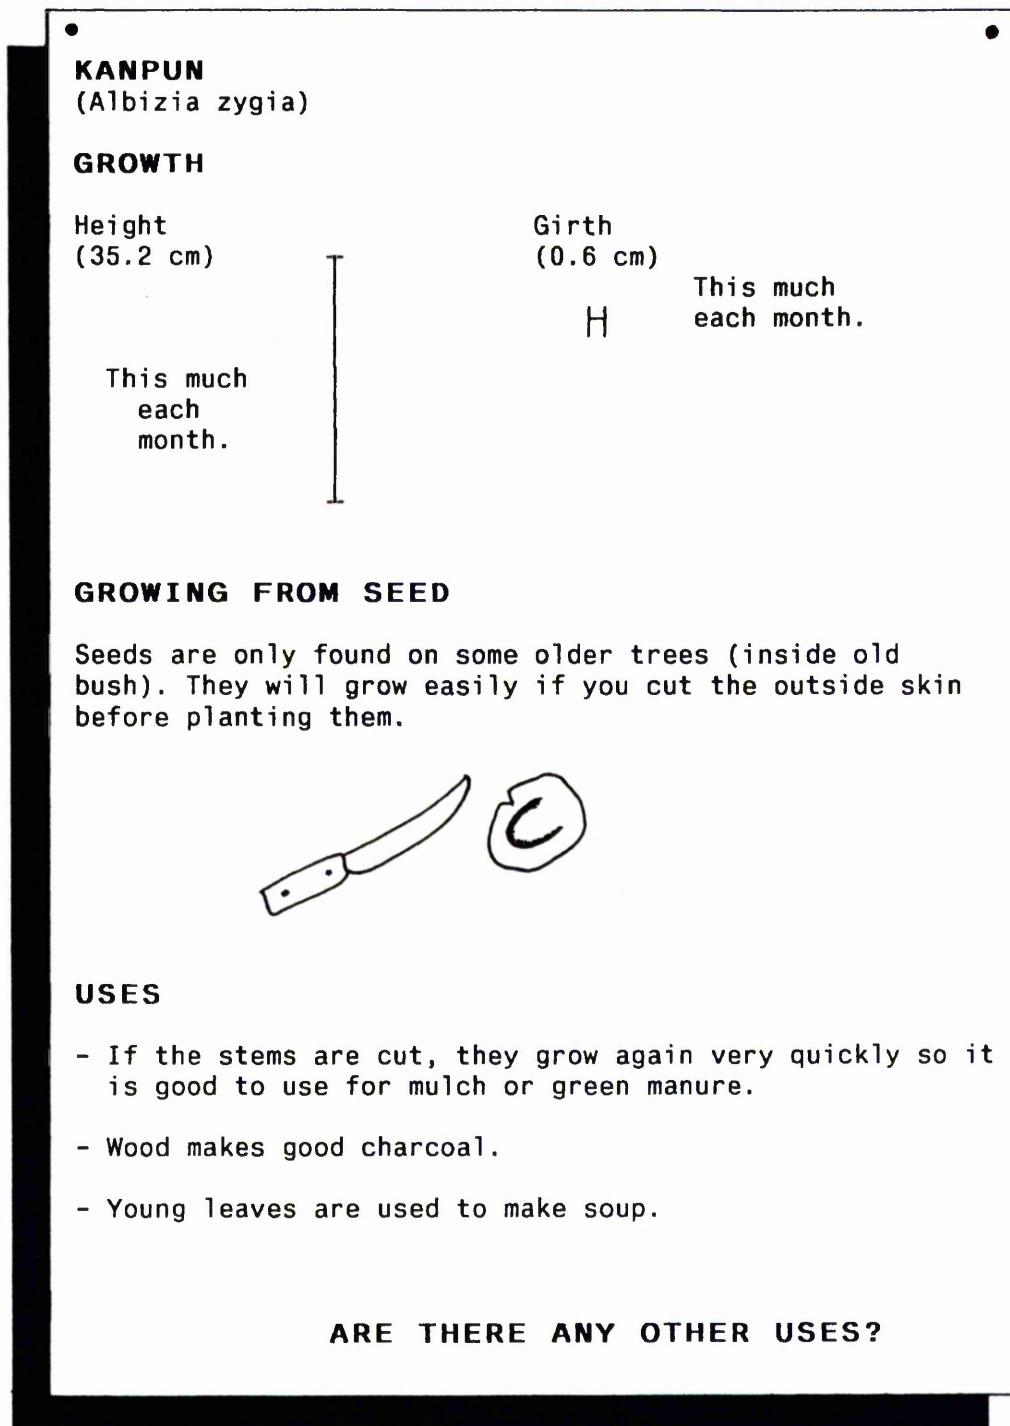 KANPUN
(Albizia zygia)
GROWTH
Height
(35.2 cm)
This much
each
month.
Girth
(0.6 cm)
This much
each month.
GROWING FROM SEED
Seeds are only found on some older trees (inside old
bush). They will grow easily if you cut the outside skin
before planting them.
USES
- If the stems are cut, they grow again very quickly so it
is good to use for mulch or green manure.
- Wood makes good charcoal.
- Young leaves are used to make soup.
ARE THERE ANY OTHER USES?